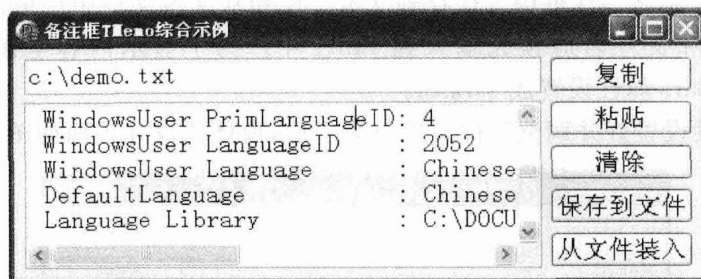 备注框TMemo综合示例
c:\demo.txt
复制
WindowsUser PrimLanguageID: 4
WindowsUser LanguageID : 2052
WindowsUser Language : Chinese
DefaultLanguage : Chinese
Language Library : C:\DOCU
粘贴
清除
保存到文件
从文件装入